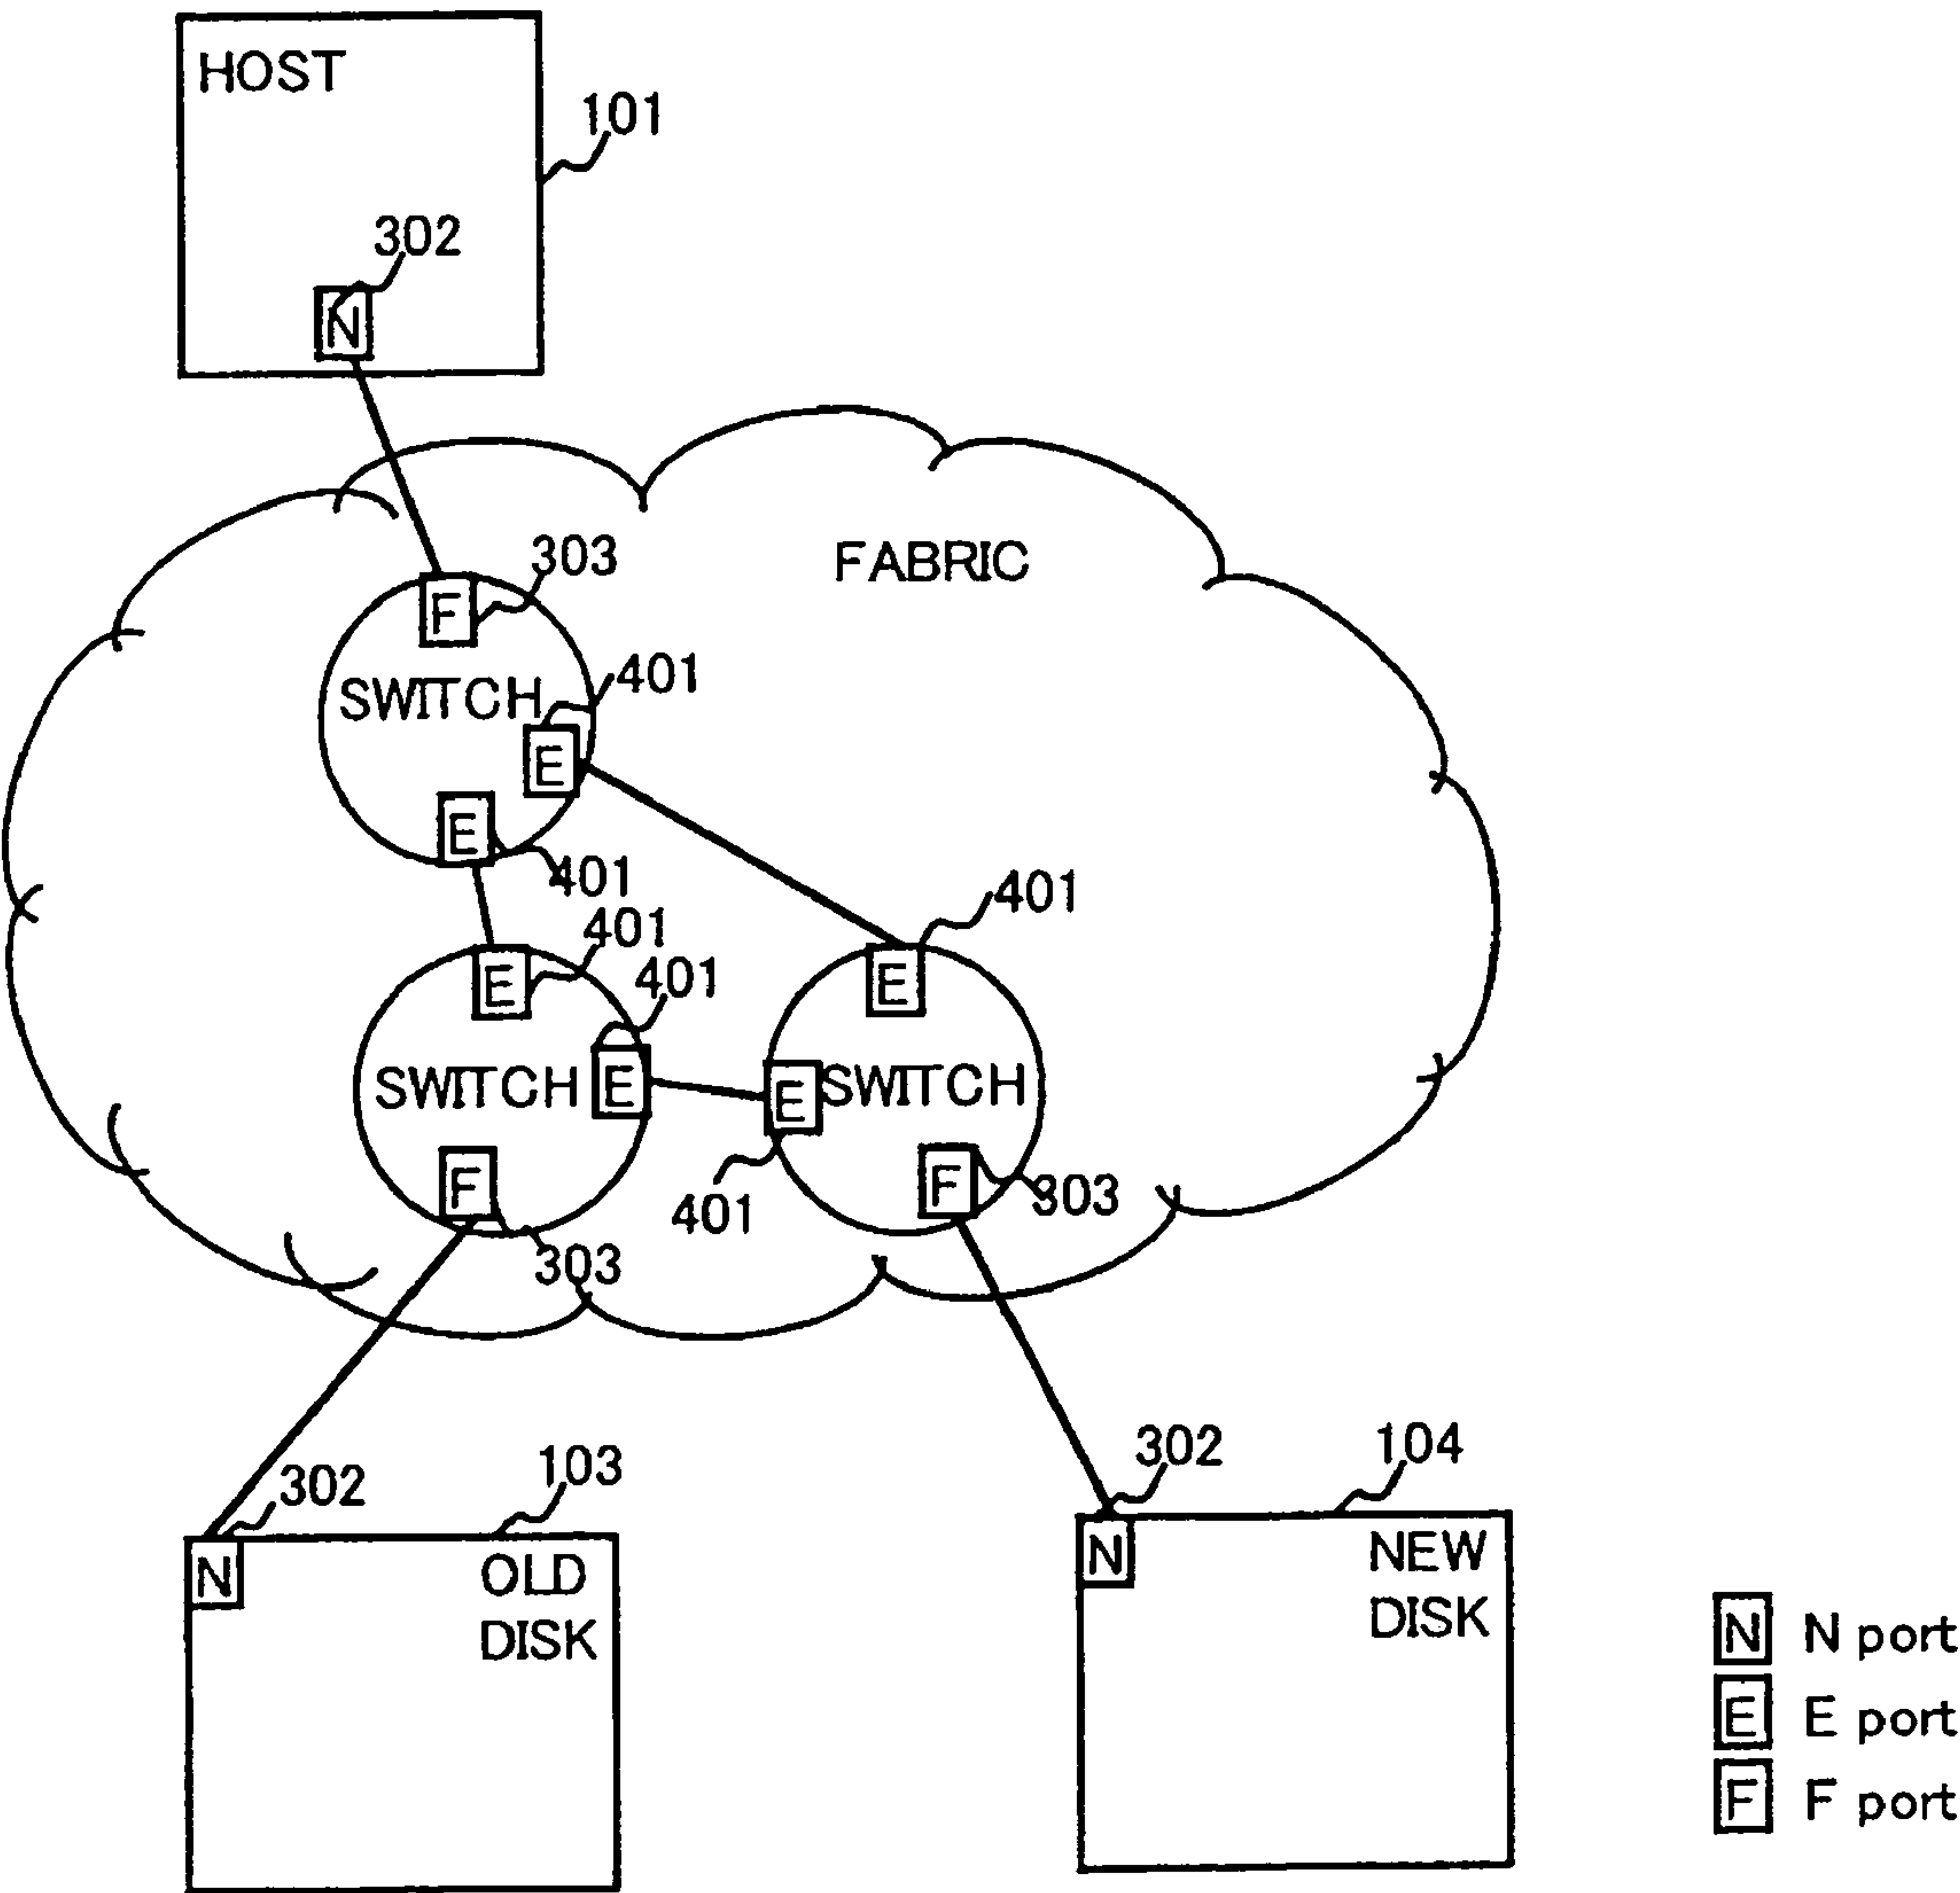 HOST
101
302
N
303
FABRIC
F
401
SWITCH
E
E
401
401
401
401
E
E
SWITCH
E
E
SWITCH
F
F
401
303
303
302
104
103
302
N
OLD
DISK
N
NEW
DISK
N N port
E E port
F F port